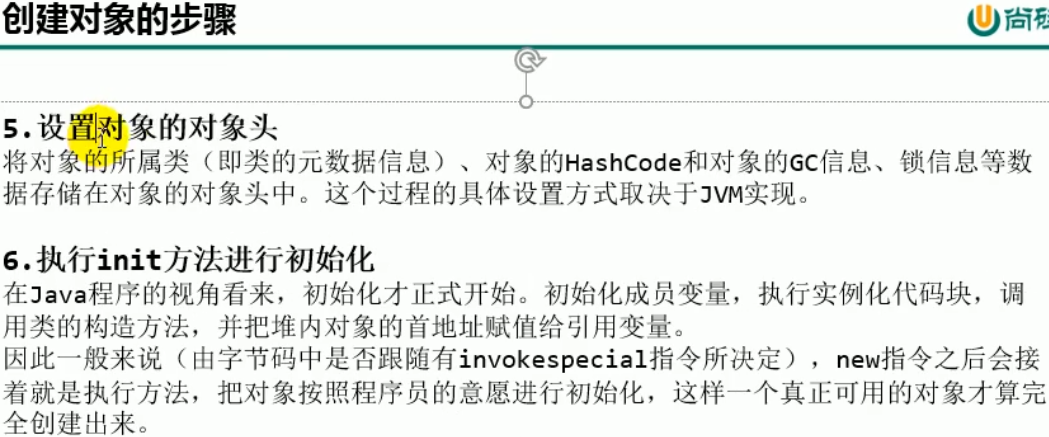 创建对象的步骤
尚硅
5.设置对象的对象头
将对象的所属类（即类的元数据信息）、对象的HashCode和对象的GC信息、锁信息等数
据存储在对象的对象头中。这个过程的具体设置方式取决于JVM实现。
6.执行init方法进行初始化
在Java程序的视角看来，初始化才正式开始。初始化成员变量，执行实例化代码块，调
用类的构造方法，并把堆内对象的首地址赋值给引用变量。
因此一般来说（由字节码中是否跟随有invokespecial指令所决定），new指令之后会接
着就是执行方法，把对象按照程序员的意愿进行初始化，这样一个真正可用的对象才算完
全创建出来。